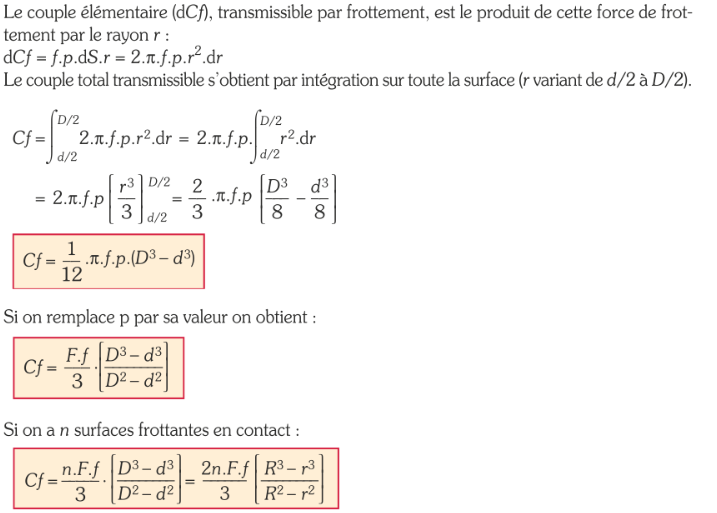 Le couple élémentaire (dCf), transmissible par frottement, est le produit de cette force de frot-
tement par le rayon r :
dCf = f.p.dS.r = 2.π.f.p.r².dr
Le couple total transmissible s'obtient par intégration sur toute la surface (r variant de d/2 à D/2).
Cf = ∫_{d/2}^{D/2} 2.π.f.p.r².dr = 2.π.f.p.∫_{d/2}^{D/2} r².dr
= 2.π.f.p [r³/3]_{d/2}^{D/2} = 2/3 .π.f.p [D³/8 – d³/8]
Cf = 1/12 .π.f.p.(D³ – d³)
Si on remplace p par sa valeur on obtient :
Cf = F.f/3 . [D³ – d³/D² – d²]
Si on a n surfaces frottantes en contact :
Cf = n.F.f/3 . [D³ – d³/D² – d²] = 2n.F.f/3 [R³ – r³/R² – r²]